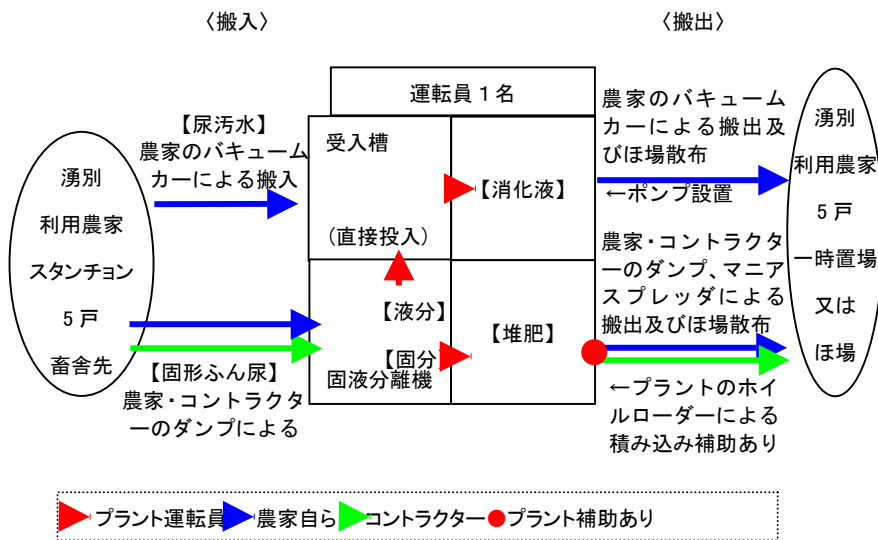 〈搬入〉
〈搬出〉
運転員１名
湧別
利用農家
スタンチョン
５戸
畜舎先
【尿汚水】
農家のバキューム
カーによる搬入
【固形ふん尿】
農家・コントラクタ
ーのダンプによる
受入槽
(直接投入)
【液分】
【固分】
固液分離機
【消化液】
【堆肥】
農家のバキューム
カーによる搬出及
びほ場散布
←ポンプ設置
農家・コントラクタ
ーのダンプ、マニア
スプレッダによる
搬出及びほ場散布
←プラントのホイ
ルローダーによる
積み込み補助あり
湧別
利用農家
５戸
一時置場
又は
ほ場
プラント運転員 農家自ら コントラクター プラント補助あり